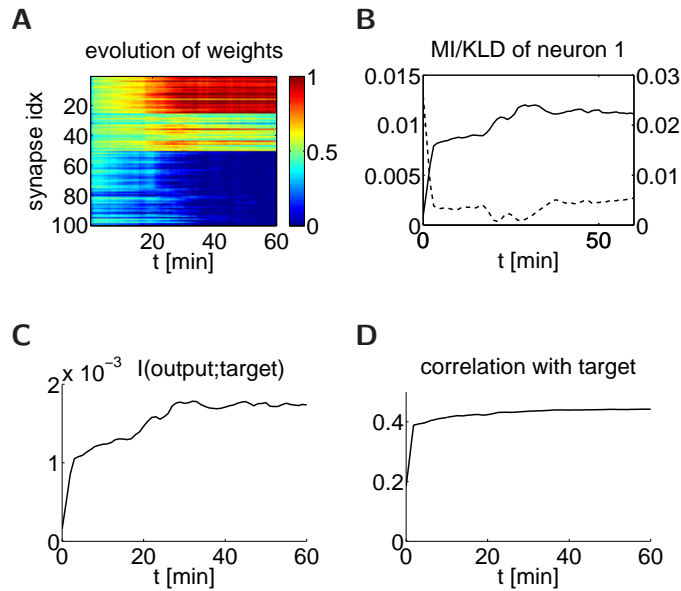 A
evolution of weights
synapse idx
20
40
60
80
100
20 40 60
t [min]
1
0.5
0
B
MI/KLD of neuron 1
0.015
0.01
0.005
0
0.03
0.02
0.01
0
0 50
t [min]
C
x 10⁻³ I(output;target)
2
1
0
0 20 40 60
t [min]
D
correlation with target
0.4
0.2
0
0 20 40 60
t [min]